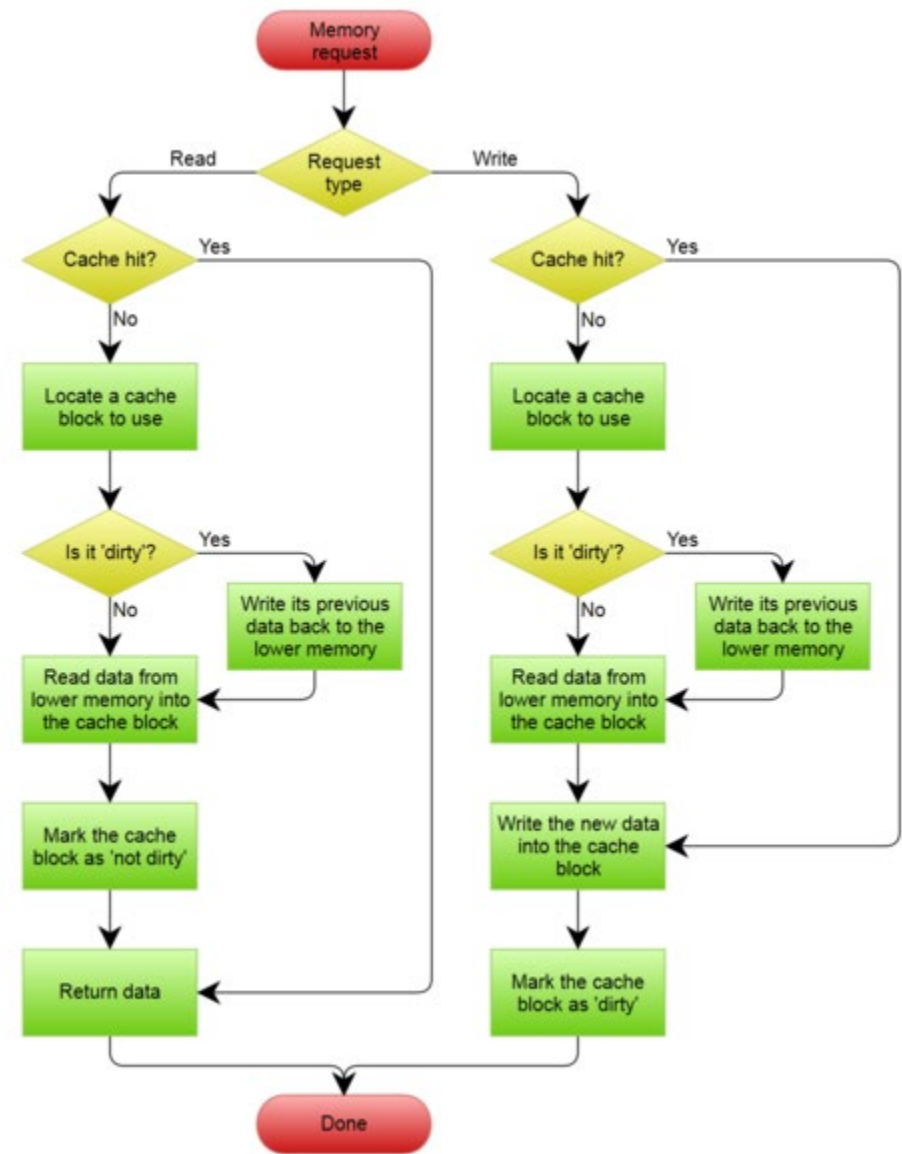 Memory
request
Request
type
Read
Write
Cache hit?
Yes
No
Locate a cache
block to use
Is it 'dirty'?
Yes
No
Write its previous
data back to the
lower memory
Read data from
lower memory into
the cache block
Mark the cache
block as 'not dirty'
Return data
Cache hit?
Yes
No
Locate a cache
block to use
Is it 'dirty'?
Yes
No
Write its previous
data back to the
lower memory
Read data from
lower memory into
the cache block
Write the new data
into the cache
block
Mark the cache
block as 'dirty'
Done